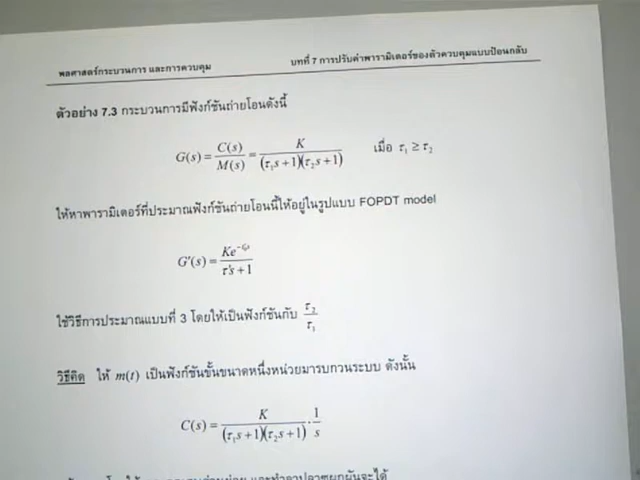 พลศาสตร์กระบวนการ และการควบคุม
บทที่ 7 การปรับค่าพารามิเตอร์ของตัวควบคุมแบบป้อนกลับ
ตัวอย่าง 7.3 กระบวนการมีฟังก์ชันถ่ายโอนดังนี้
G(s) = C(s)/M(s) = K/((τ₁s+1)(τ₂s+1)) เมื่อ τ₁ ≥ τ₂
ให้หาพารามิเตอร์ที่ประมาณฟังก์ชันถ่ายโอนนี้ให้อยู่ในรูปแบบ FOPDT model
G'(s) = Ke^(-t₀s)/(τ's+1)
ใช้วิธีการประมาณแบบที่ 3 โดยให้เป็นฟังก์ชันกับ τ₂/τ₁
วิธีคิด ให้ m(t) เป็นฟังก์ชันขั้นขนาดหนึ่งหน่วยมารบกวนระบบ ดังนั้น
C(s) = K/((τ₁s+1)(τ₂s+1)) · 1/s